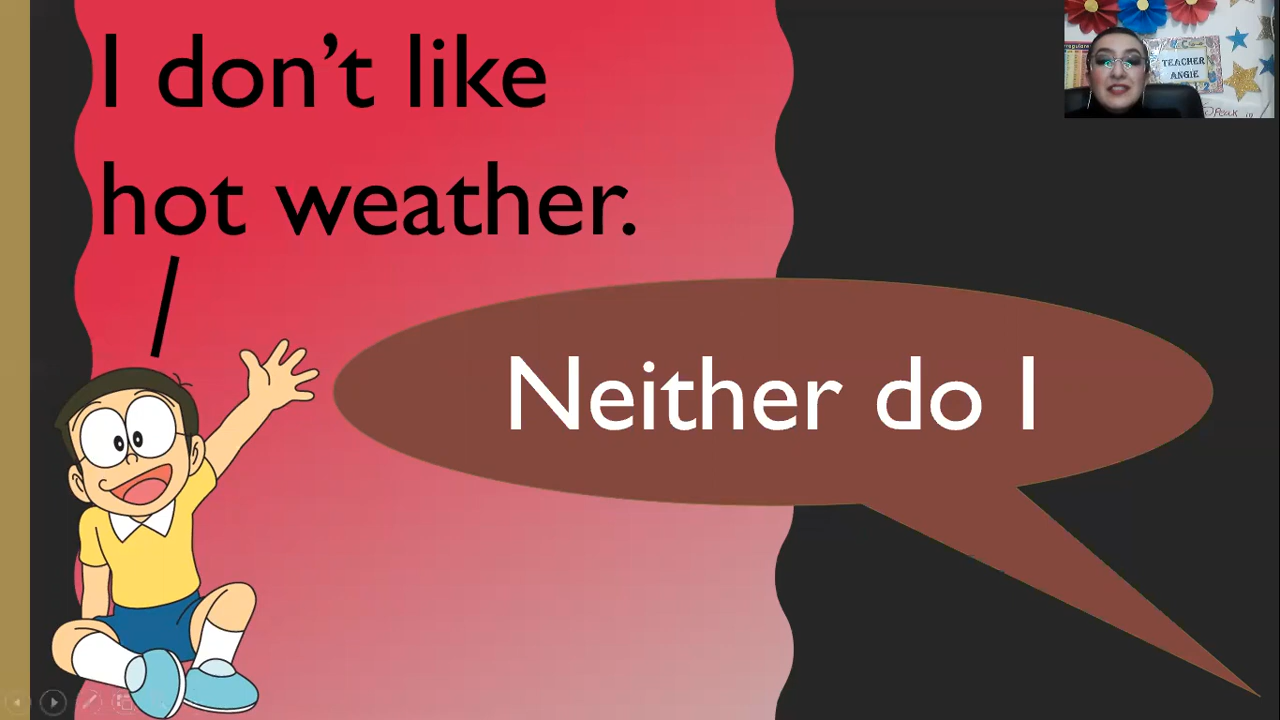 I don’t like
hot weather.
Neither do I
TEACHER
ANGIE